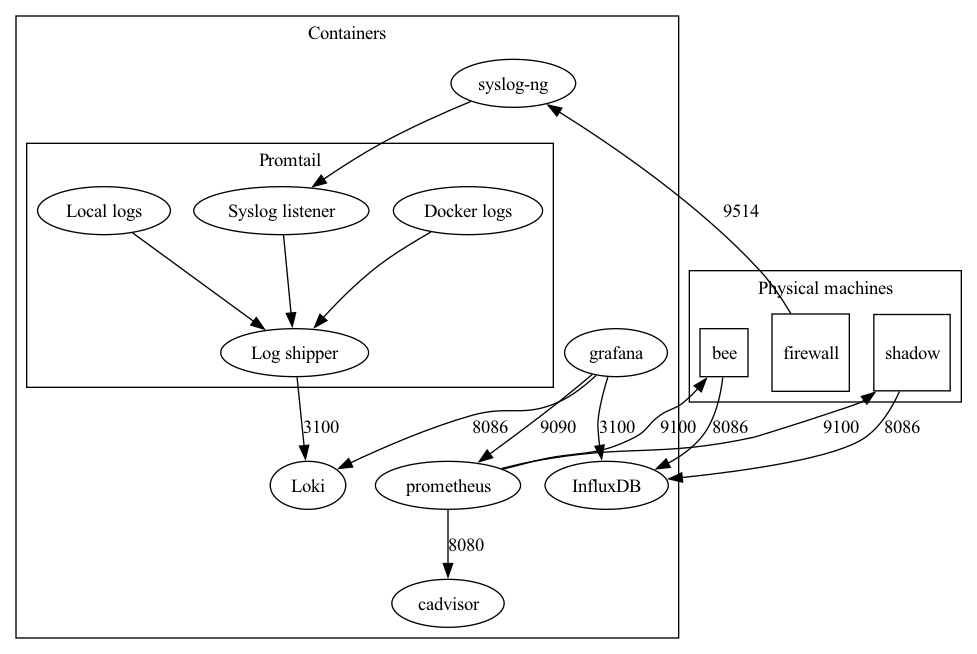 Containers
syslog-ng
Promtail
Local logs
Syslog listener
Docker logs
9514
Physical machines
Log shipper
grafana
bee
firewall
shadow
3100
8086
9090
3100
9100
8086
9100
8086
Loki
prometheus
InfluxDB
8080
cadvisor